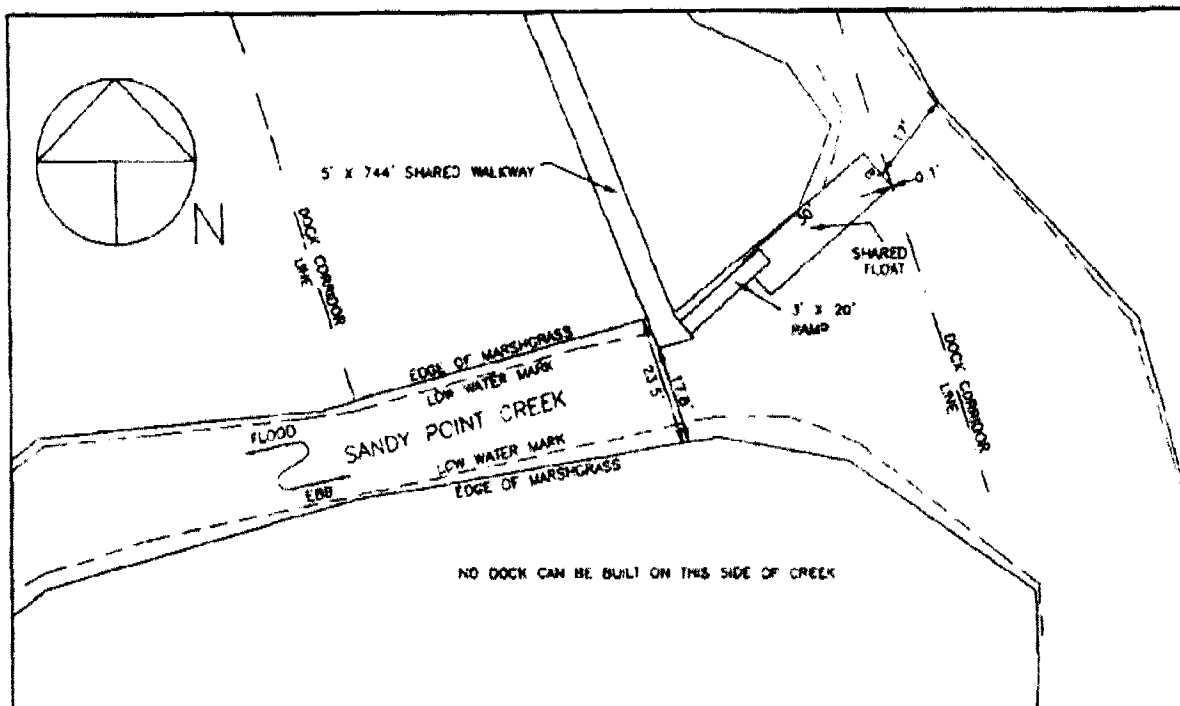 N
5' X 744' SHARED WALKWAY
DOCK CORRIDOR
LINE
17'
0.1'
8'
SHARED
FLOAT
3' X 20'
RAMP
DOCK CORRIDOR
LINE
EDGE OF MARSHGRASS
LOW WATER MARK
17.8'
23.5'
SANDY POINT CREEK
FLOOD
EBB
LOW WATER MARK
EDGE OF MARSHGRASS
NO DOCK CAN BE BUILT ON THIS SIDE OF CREEK